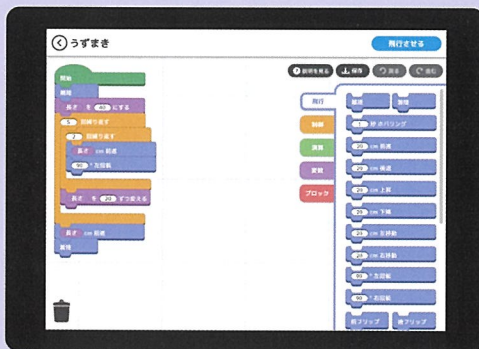 うずまき
飛行させる
説明を見る
保存
戻る
進む
開始
離陸
長さ を 40 にする
5 回繰り返す
2 回繰り返す
長さ cm 前進
90 °左回転
長さ を 20 ずつ変える
長さ cm 前進
着陸
飛行
制御
演算
変数
ブロック
離陸 着陸
1 秒 ホバリング
20 cm 前進
20 cm 後進
20 cm 上昇
20 cm 下降
20 cm 左移動
20 cm 右移動
90 °左回転
90 °右回転
前フリップ 後フリップ